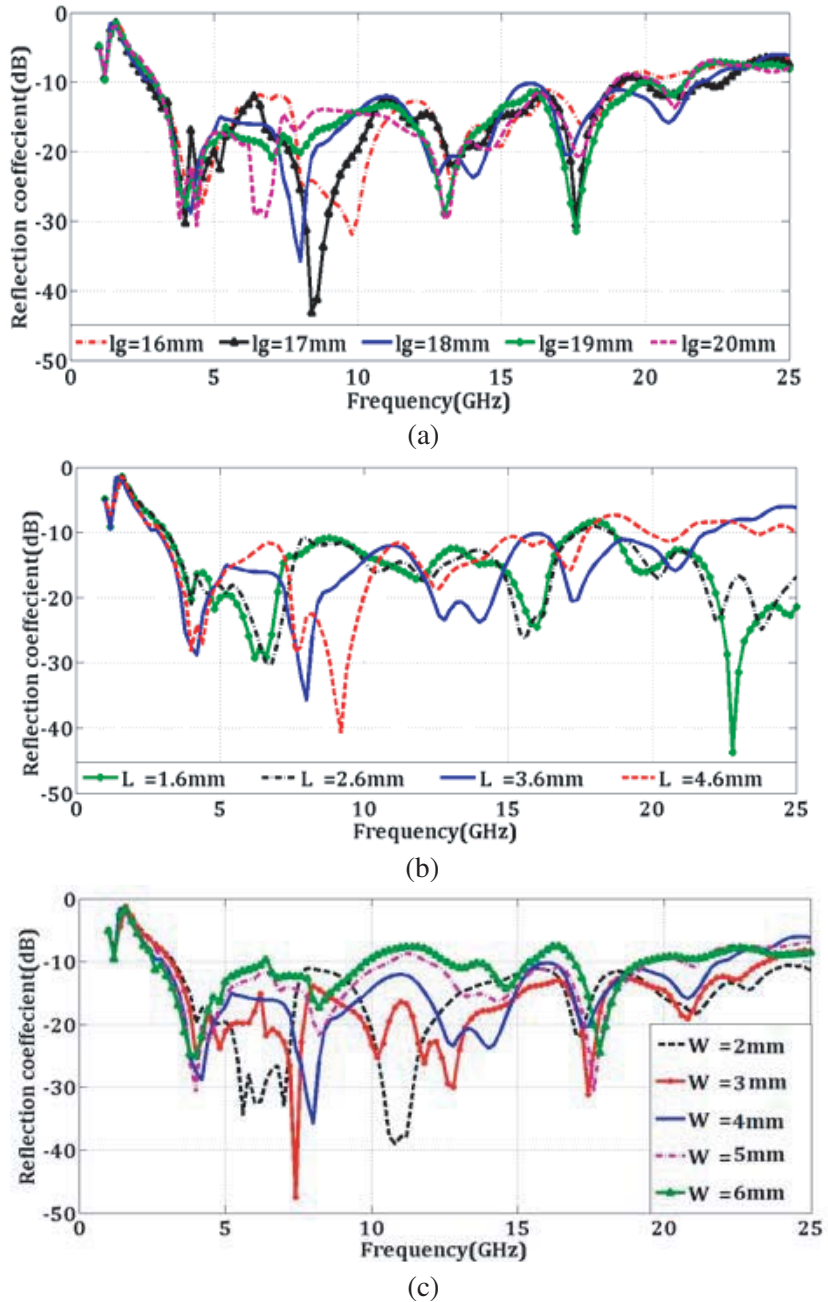 0
-10
-20
-30
-40
-50
Reflection coeffecient(dB)
lg=16mm lg=17mm lg=18mm lg=19mm lg=20mm
0 5 10 15 20 25
Frequency(GHz)
(a)
0
-10
-20
-30
-40
-50
Reflection coeffecient(dB)
L =1.6mm L =2.6mm L =3.6mm L =4.6mm
0 5 10 15 20 25
Frequency(GHz)
(b)
0
-10
-20
-30
-40
-50
Reflection coeffecient(dB)
W =2mm
W =3mm
W =4mm
W =5mm
W =6mm
0 5 10 15 20 25
Frequency(GHz)
(c)